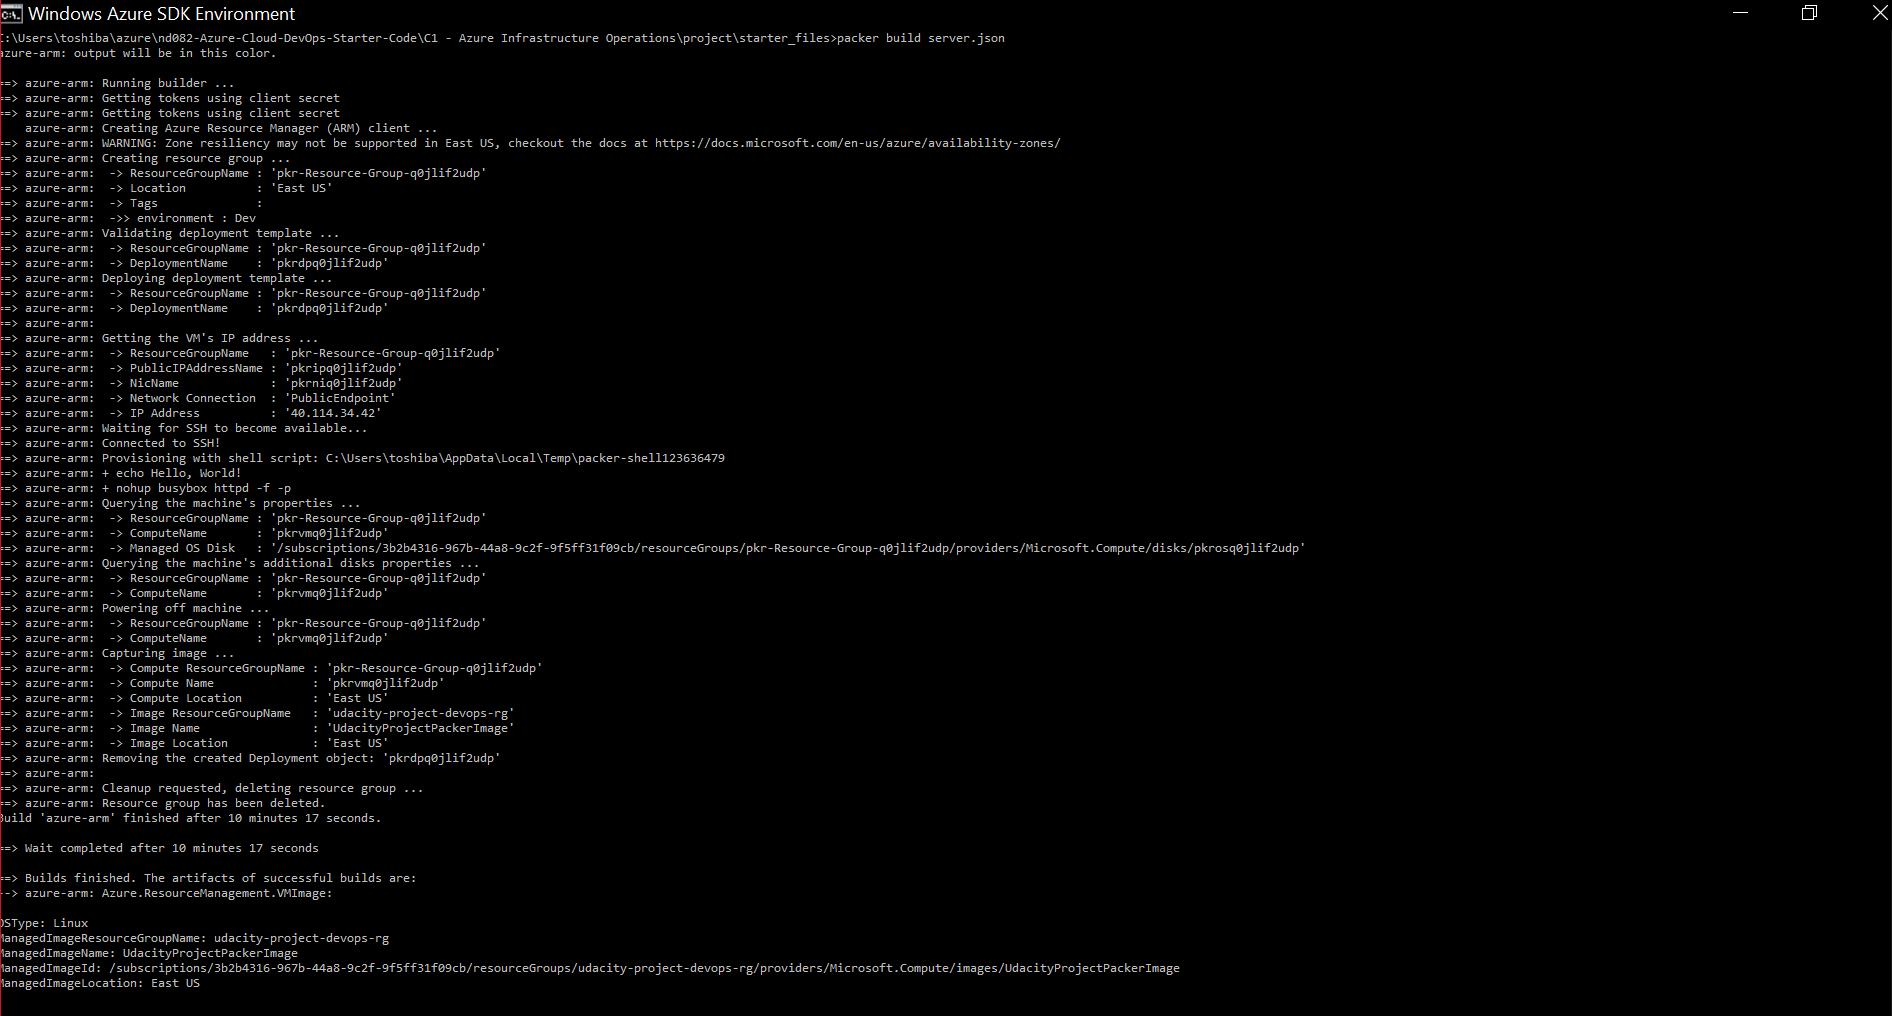 Windows Azure SDK Environment
C:\Users\toshiba\azure\nd082-Azure-Cloud-DevOps-Starter-Code\C1 - Azure Infrastructure Operations\project\starter_files>packer build server.json
azure-arm: output will be in this color.
==> azure-arm: Running builder ...
==> azure-arm: Getting tokens using client secret
==> azure-arm: Getting tokens using client secret
azure-arm: Creating Azure Resource Manager (ARM) client ...
==> azure-arm: WARNING: Zone resiliency may not be supported in East US, checkout the docs at https://docs.microsoft.com/en-us/azure/availability-zones/
==> azure-arm: Creating resource group ...
==> azure-arm:  -> ResourceGroupName : 'pkr-Resource-Group-q0jlif2udp'
==> azure-arm:  -> Location          : 'East US'
==> azure-arm:  -> Tags              :
==> azure-arm:  ->> environment : Dev
==> azure-arm: Validating deployment template ...
==> azure-arm:  -> ResourceGroupName : 'pkr-Resource-Group-q0jlif2udp'
==> azure-arm:  -> DeploymentName    : 'pkrdpq0jlif2udp'
==> azure-arm: Deploying deployment template ...
==> azure-arm:  -> ResourceGroupName : 'pkr-Resource-Group-q0jlif2udp'
==> azure-arm:  -> DeploymentName    : 'pkrdpq0jlif2udp'
==> azure-arm:
==> azure-arm: Getting the VM's IP address ...
==> azure-arm:  -> ResourceGroupName   : 'pkr-Resource-Group-q0jlif2udp'
==> azure-arm:  -> PublicIPAddressName : 'pkripq0jlif2udp'
==> azure-arm:  -> NicName             : 'pkrniq0jlif2udp'
==> azure-arm:  -> Network Connection  : 'PublicEndpoint'
==> azure-arm:  -> IP Address          : '40.114.34.42'
==> azure-arm: Waiting for SSH to become available...
==> azure-arm: Connected to SSH!
==> azure-arm: Provisioning with shell script: C:\Users\toshiba\AppData\Local\Temp\packer-shell123636479
==> azure-arm: + echo Hello, World!
==> azure-arm: + nohup busybox httpd -f -p
==> azure-arm: Querying the machine's properties ...
==> azure-arm:  -> ResourceGroupName : 'pkr-Resource-Group-q0jlif2udp'
==> azure-arm:  -> ComputeName       : 'pkrvmq0jlif2udp'
==> azure-arm:  -> Managed OS Disk   : '/subscriptions/3b2b4316-967b-44a8-9c2f-9f5ff31f09cb/resourceGroups/pkr-Resource-Group-q0jlif2udp/providers/Microsoft.Compute/disks/pkrosq0jlif2udp'
==> azure-arm: Querying the machine's additional disks properties ...
==> azure-arm:  -> ResourceGroupName : 'pkr-Resource-Group-q0jlif2udp'
==> azure-arm:  -> ComputeName       : 'pkrvmq0jlif2udp'
==> azure-arm: Powering off machine ...
==> azure-arm:  -> ResourceGroupName : 'pkr-Resource-Group-q0jlif2udp'
==> azure-arm:  -> ComputeName       : 'pkrvmq0jlif2udp'
==> azure-arm: Capturing image ...
==> azure-arm:  -> Compute ResourceGroupName : 'pkr-Resource-Group-q0jlif2udp'
==> azure-arm:  -> Compute Name              : 'pkrvmq0jlif2udp'
==> azure-arm:  -> Compute Location          : 'East US'
==> azure-arm:  -> Image ResourceGroupName   : 'udacity-project-devops-rg'
==> azure-arm:  -> Image Name                : 'UdacityProjectPackerImage'
==> azure-arm:  -> Image Location            : 'East US'
==> azure-arm: Removing the created Deployment object: 'pkrdpq0jlif2udp'
==> azure-arm:
==> azure-arm: Cleanup requested, deleting resource group ...
==> azure-arm: Resource group has been deleted.
Build 'azure-arm' finished after 10 minutes 17 seconds.
==> Wait completed after 10 minutes 17 seconds
==> Builds finished. The artifacts of successful builds are:
--> azure-arm: Azure.ResourceManagement.VMImage:
OSType: Linux
ManagedImageResourceGroupName: udacity-project-devops-rg
ManagedImageName: UdacityProjectPackerImage
ManagedImageId: /subscriptions/3b2b4316-967b-44a8-9c2f-9f5ff31f09cb/resourceGroups/udacity-project-devops-rg/providers/Microsoft.Compute/images/UdacityProjectPackerImage
ManagedImageLocation: East US